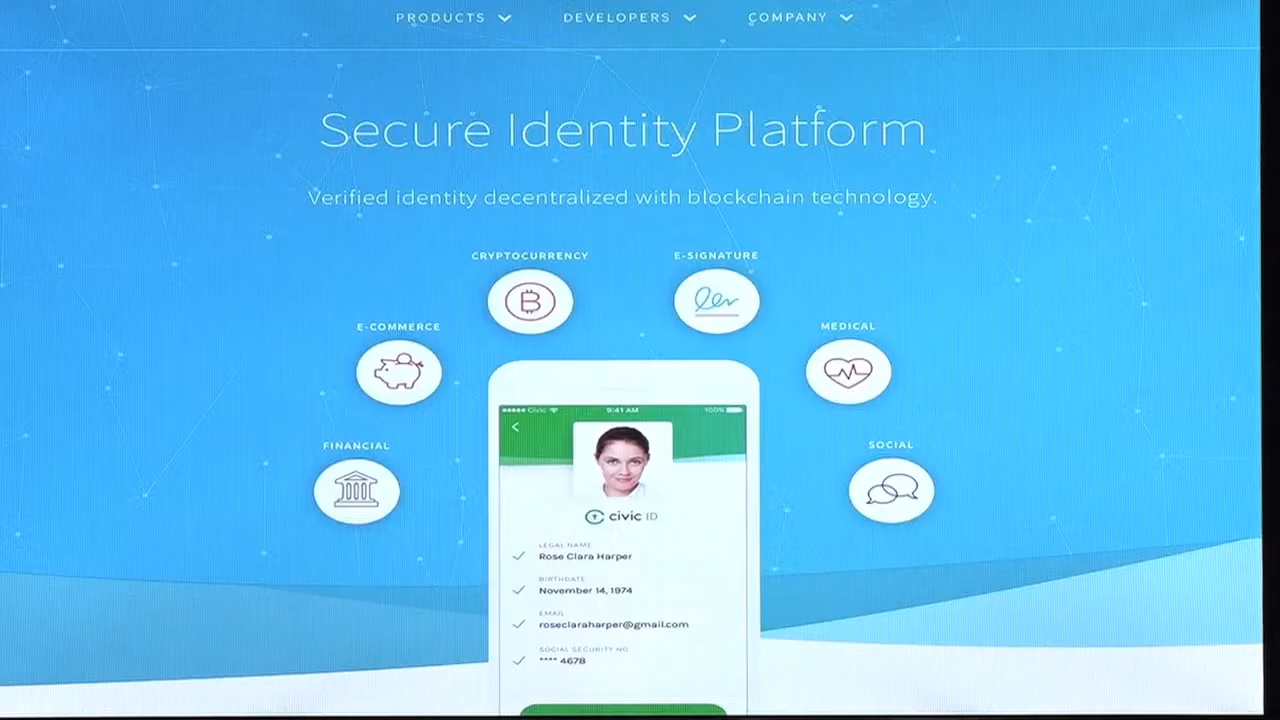 PRODUCTS DEVELOPERS COMPANY
Secure Identity Platform
Verified identity decentralized with blockchain technology.
CRYPTOCURRENCY E-SIGNATURE
E-COMMERCE MEDICAL
FINANCIAL SOCIAL
Civic 9:41 AM 100%
civic ID
LEGAL NAME
Rose Clara Harper
BIRTHDATE
November 14, 1974
EMAIL
roseclaraharper@gmail.com
SOCIAL SECURITY NO
**** 4678